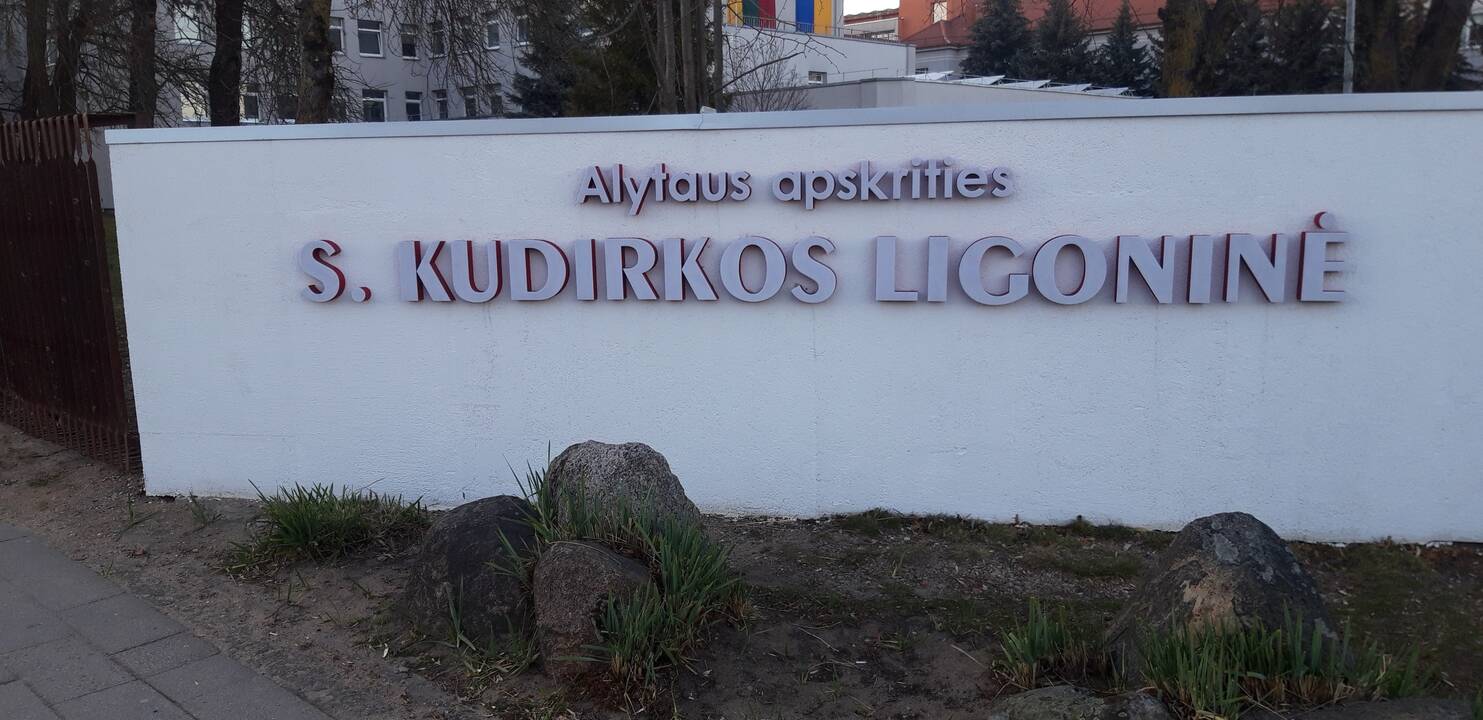 Alytaus apskrities
S. KUDIRKOS LIGONINĖ